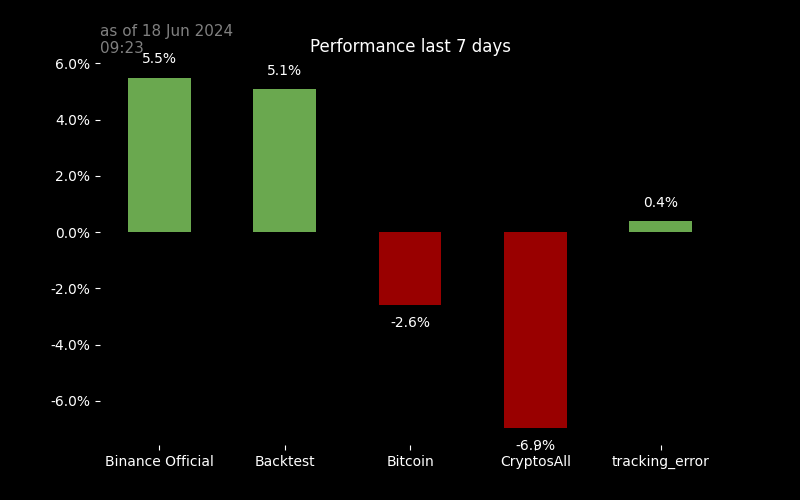 as of 18 Jun 2024
09:23
Performance last 7 days
6.0%
4.0%
2.0%
0.0%
-2.0%
-4.0%
-6.0%
5.5%
5.1%
-2.6%
-6.9%
0.4%
Binance Official
Backtest
Bitcoin
CryptosAll
tracking_error